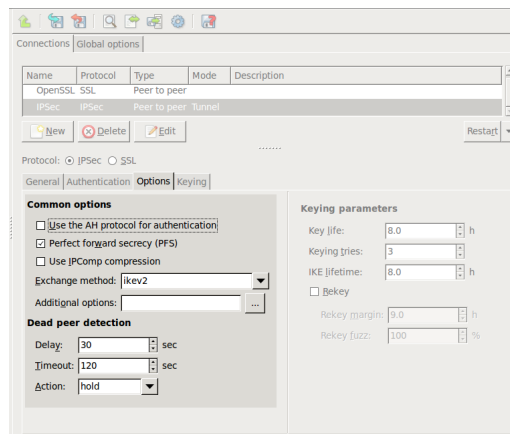 Connections Global options
Name Protocol Type Mode Description
OpenSSL SSL Peer to peer
IPSec IPSec Peer to peer Tunnel
New Delete Edit Restart
Protocol: IPSec SSL
General Authentication Options Keying
Common options
Use the AH protocol for authentication
Perfect forward secrecy (PFS)
Use IPComp compression
Exchange method: ikev2
Additional options: ...
Dead peer detection
Delay: 30 sec
Timeout: 120 sec
Action: hold
Keying parameters
Key life: 8.0 h
Keying tries: 3
IKE lifetime: 8.0 h
Rekey
Rekey margin: 9.0 h
Rekey fuzz: 100 %